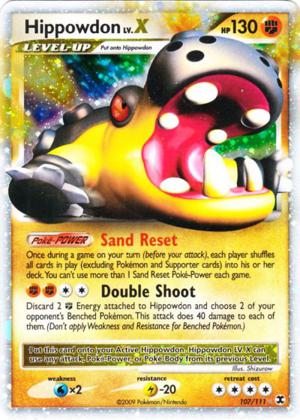 Hippowdon LV.X HP 130
LEVEL-UP Put onto Hippowdon
Poké-POWER Sand Reset
Once during a game on your turn (before your attack), each player shuffles
all cards in play (excluding Pokémon and Supporter cards) into his or her
deck. You can't use more than 1 Sand Reset Poké-Power each game.
Double Shoot
Discard 2 Energy attached to Hippowdon and choose 2 of your
opponent's Benched Pokémon. This attack does 40 damage to each of
them. (Don't apply Weakness and Resistance for Benched Pokémon.)
Put this card onto your Active Hippowdon. Hippowdon LV.X can
use any attack, Poké-Power, or Poké-Body from its previous Level.
Illus. Shizurow
weakness resistance retreat cost
×2 -20
©2009 Pokémon/Nintendo 107/111